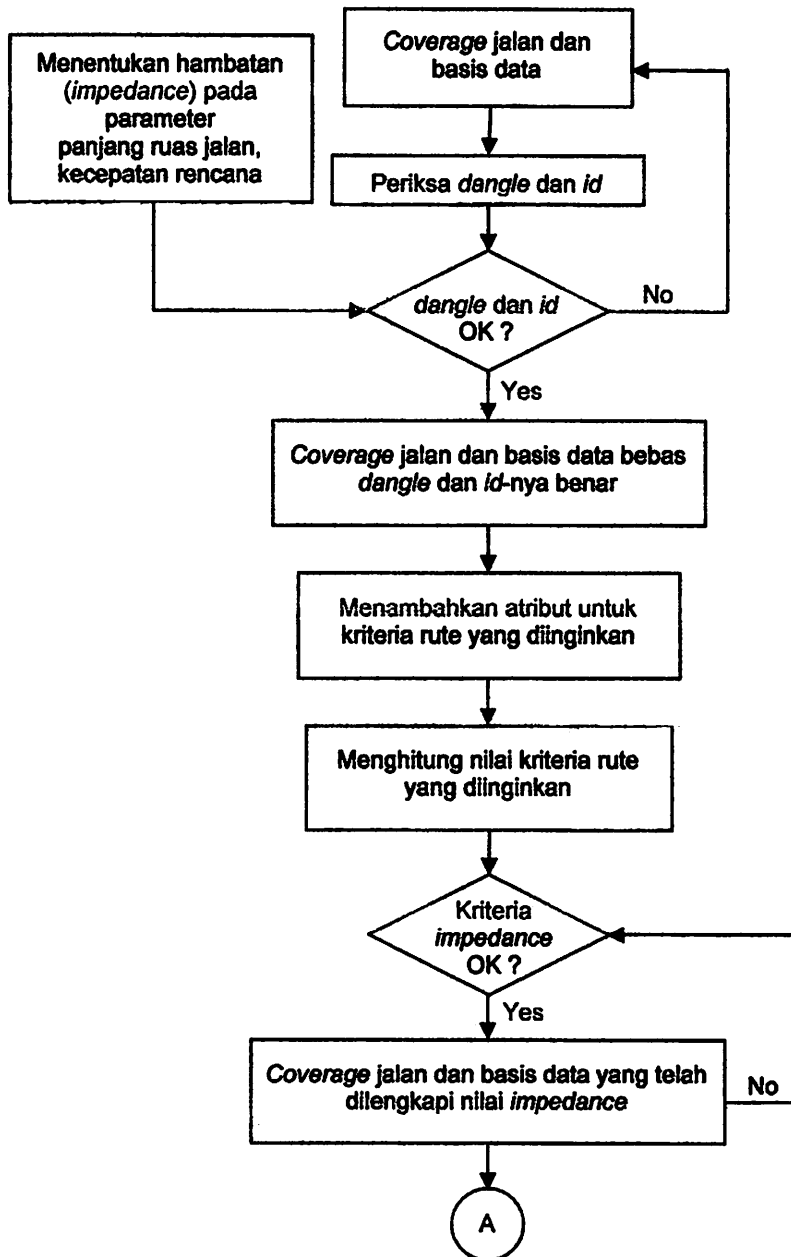 Menentukan hambatan
(impedance) pada
parameter
panjang ruas jalan,
kecepatan rencana
Coverage jalan dan
basis data
Periksa dangle dan id
dangle dan id
OK ?
No
Yes
Coverage jalan dan basis data bebas
dangle dan id-nya benar
Menambahkan atribut untuk
kriteria rute yang diinginkan
Menghitung nilai kriteria rute
yang diinginkan
Kriteria
impedance
OK ?
Yes
Coverage jalan dan basis data yang telah
dilengkapi nilai impedance
No
A